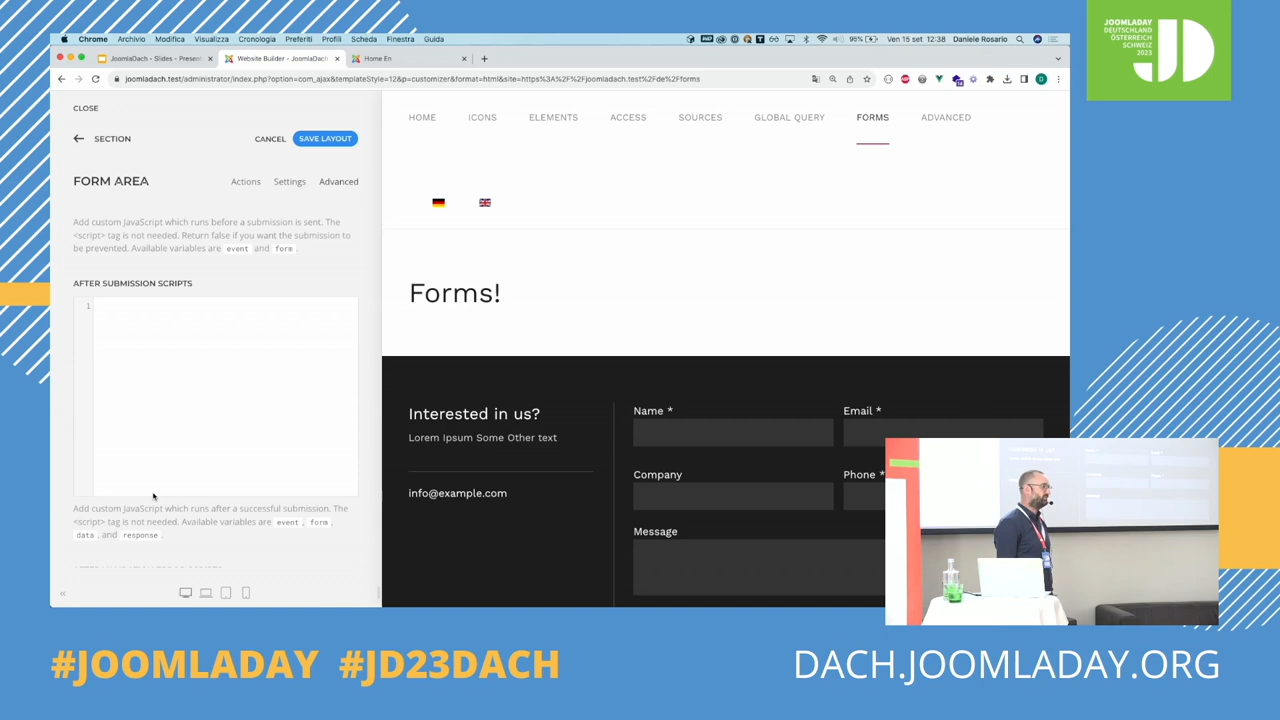 JOOMLADAY
DEUTSCHLAND
ÖSTERREICH
SCHWEIZ
2023
JD
Chrome Archivio Modifica Visualizza Cronologia Preferiti Profili Scheda Finestra Guida
95% Ven 15 set 12:38 Daniele Rosario
JoomlaDach - Slides - Presen
Website Builder - JoomlaDach
Home En
joomladach.test/administrator/index.php?option=com_ajax&templateStyle=12&p=customizer&format=html&site=https%3A%2F%2Fjoomladach.test%2Fde%2Fforms
CLOSE
SECTION
CANCEL
SAVE LAYOUT
FORM AREA
Actions Settings Advanced
Add custom JavaScript which runs before a submission is sent. The
<script> tag is not needed. Return false if you want the submission to
be prevented. Available variables are event and form .
AFTER SUBMISSION SCRIPTS
1
Add custom JavaScript which runs after a successful submission. The
<script> tag is not needed. Available variables are event , form ,
data , and response .
HOME ICONS ELEMENTS ACCESS SOURCES GLOBAL QUERY FORMS ADVANCED
Forms!
Interested in us?
Lorem Ipsum Some Other text
info@example.com
Name *
Email *
Company
Phone *
Message
#JOOMLADAY #JD23DACH
DACH.JOOMLADAY.ORG